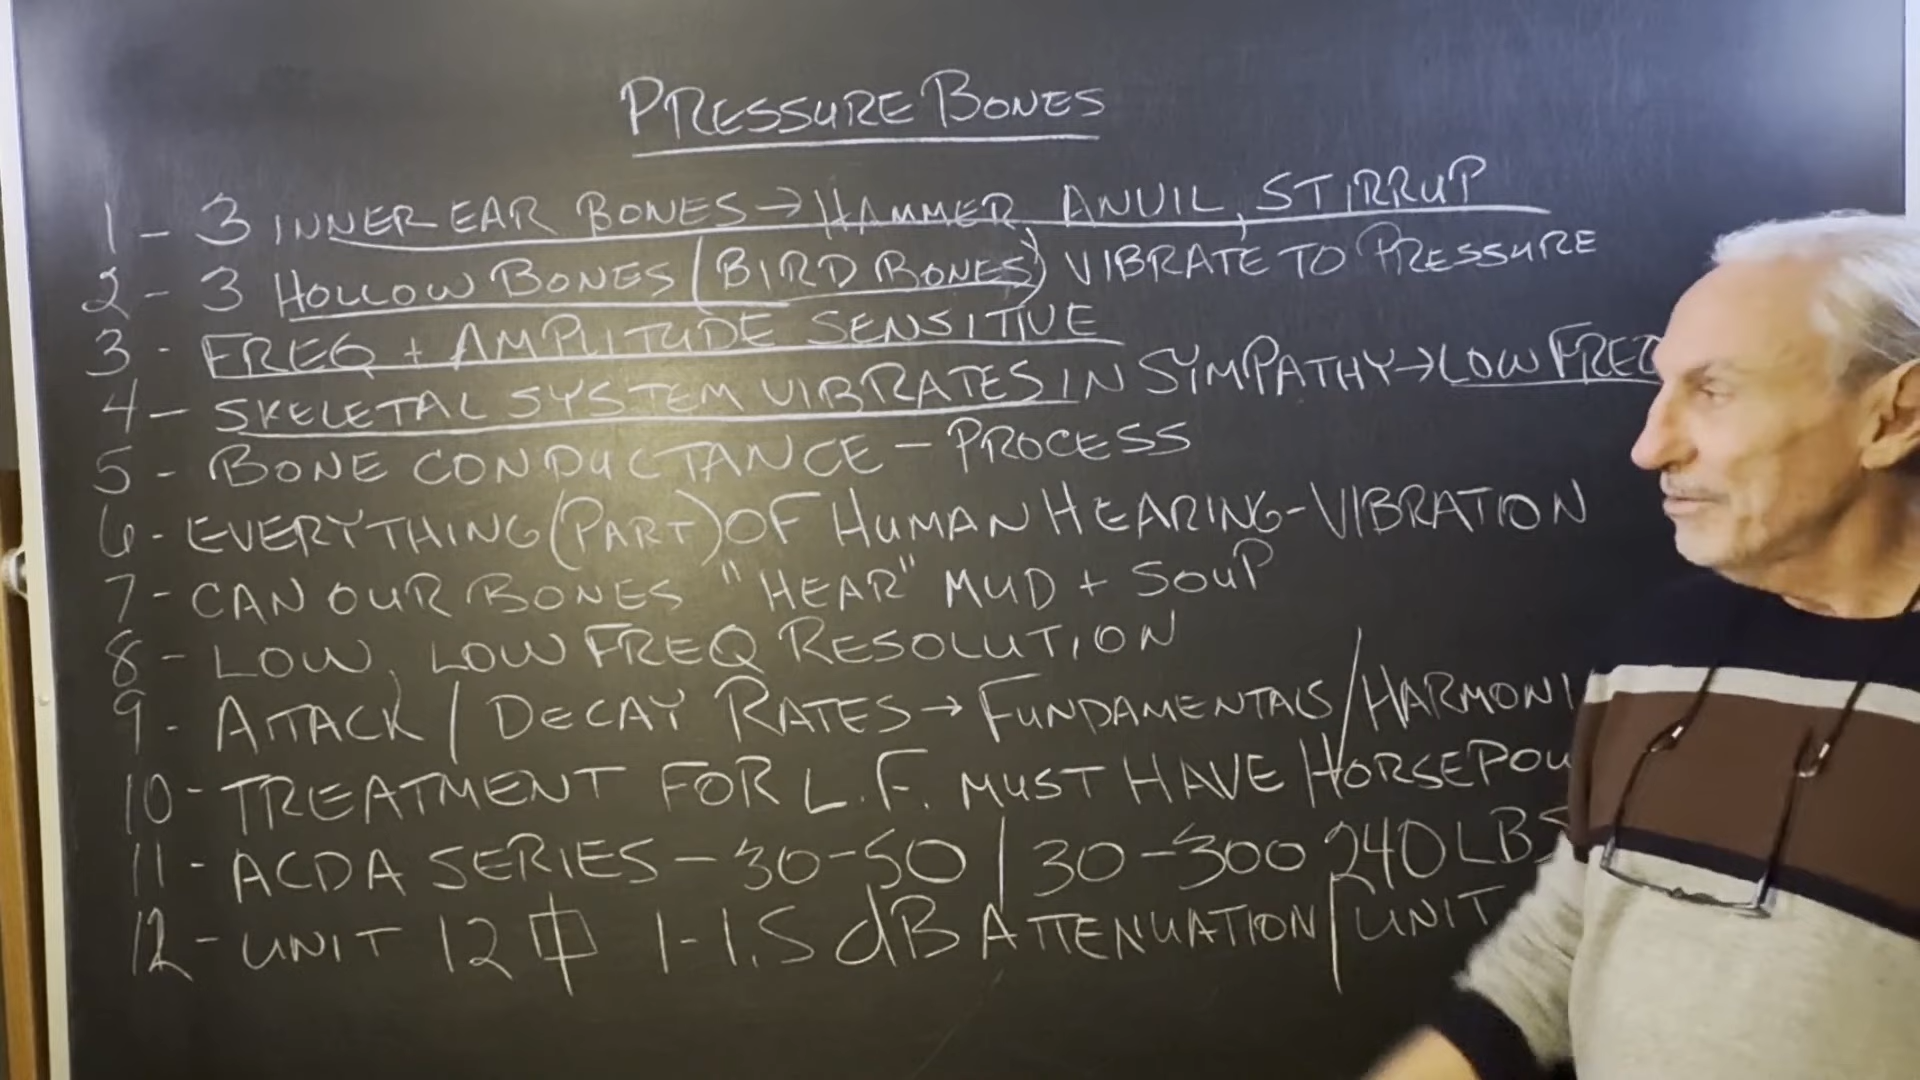 PRESSURE BONES
1 - 3 INNER EAR BONES → HAMMER, ANVIL, STIRRUP
2 - 3 HOLLOW BONES (BIRD BONES) VIBRATE TO PRESSURE
3 - FREQ + AMPLITUDE SENSITIVE
4 - SKELETAL SYSTEM VIBRATES IN SYMPATHY → LOW FREQ
5 - BONE CONDUCTANCE - PROCESS
6 - EVERYTHING (PART) OF HUMAN HEARING - VIBRATION
7 - CAN OUR BONES "HEAR" MUD + SOUP
8 - LOW, LOW FREQ RESOLUTION
9 - ATTACK / DECAY RATES → FUNDAMENTALS / HARMONI
10 - TREATMENT FOR L.F. MUST HAVE HORSEPOW
11 - ACDA SERIES - 30-50 / 30-300 240 LBS
12 - UNIT 12 1-1.5 dB ATTENUATION / UNIT